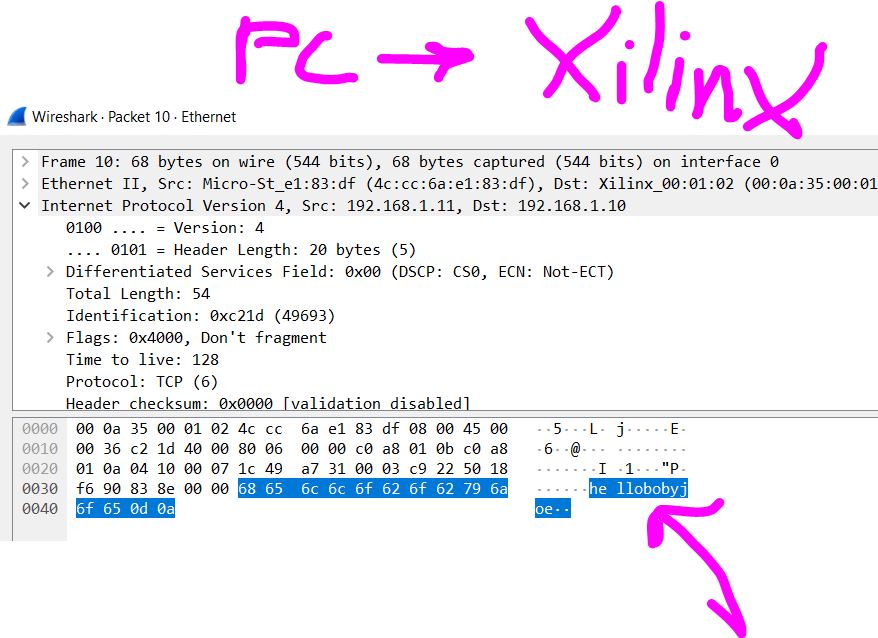 PC → Xilinx
Wireshark · Packet 10 · Ethernet
Frame 10: 68 bytes on wire (544 bits), 68 bytes captured (544 bits) on interface 0
Ethernet II, Src: Micro-St_e1:83:df (4c:cc:6a:e1:83:df), Dst: Xilinx_00:01:02 (00:0a:35:00:01
Internet Protocol Version 4, Src: 192.168.1.11, Dst: 192.168.1.10
0100 .... = Version: 4
.... 0101 = Header Length: 20 bytes (5)
Differentiated Services Field: 0x00 (DSCP: CS0, ECN: Not-ECT)
Total Length: 54
Identification: 0xc21d (49693)
Flags: 0x4000, Don't fragment
Time to live: 128
Protocol: TCP (6)
Header checksum: 0x0000 [validation disabled]
0000 00 0a 35 00 01 02 4c cc 6a e1 83 df 08 00 45 00 ··5···L· j·····E·
0010 00 36 c2 1d 40 00 80 06 00 00 c0 a8 01 0b c0 a8 ·6··@··· ········
0020 01 0a 04 10 00 07 1c 49 a7 31 00 03 c9 22 50 18 ·······I ·1···"P·
0030 f6 90 83 8e 00 00 68 65 6c 6c 6f 62 6f 62 79 6a ······he llobobyj
0040 6f 65 0d 0a oe··